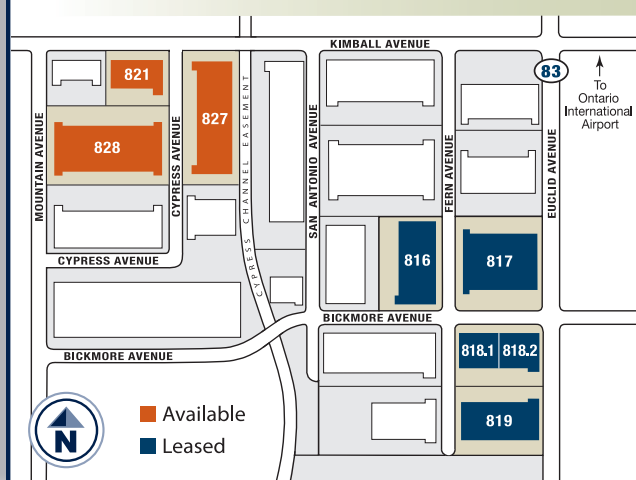 KIMBALL AVENUE
821
83
To
Ontario
International
Airport
827
828
MOUNTAIN AVENUE
CYPRESS AVENUE
CYPRESS CHANNEL EASEMENT
SAN ANTONIO AVENUE
FERN AVENUE
EUCLID AVENUE
CYPRESS AVENUE
816
817
BICKMORE AVENUE
BICKMORE AVENUE
818.1
818.2
819
Available
Leased
N